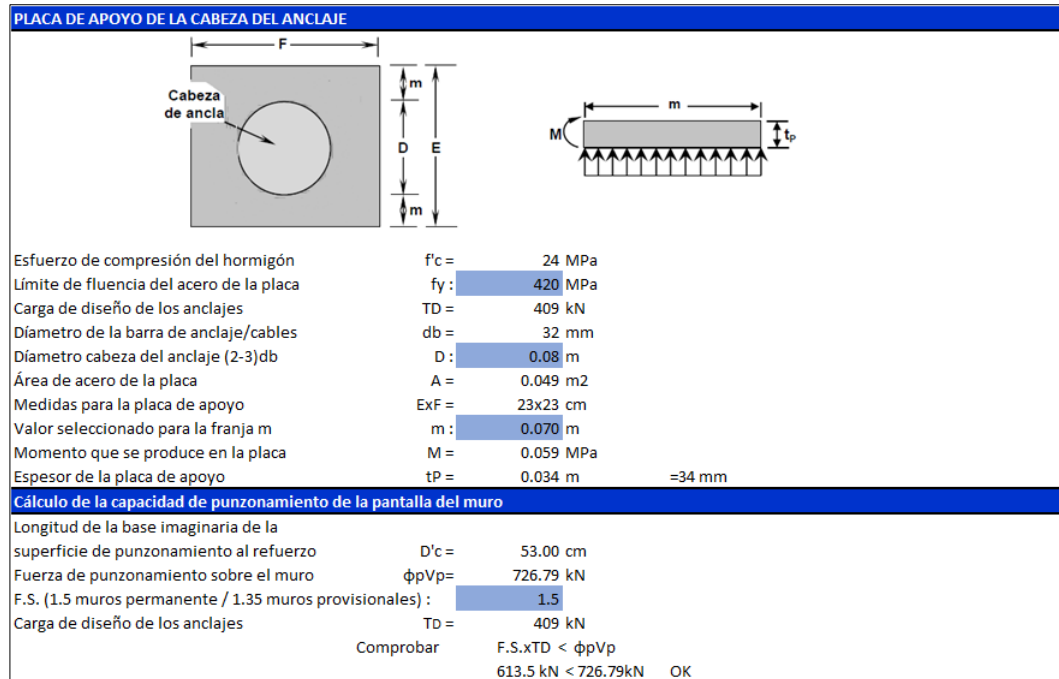 PLACA DE APOYO DE LA CABEZA DEL ANCLAJE
F
m
Cabeza
de ancla
D
E
m
m
M
tP
Esfuerzo de compresión del hormigón f'c = 24 MPa
Límite de fluencia del acero de la placa fy : 420 MPa
Carga de diseño de los anclajes TD = 409 kN
Díametro de la barra de anclaje/cables db = 32 mm
Díametro cabeza del anclaje (2-3)db D : 0.08 m
Área de acero de la placa A = 0.049 m2
Medidas para la placa de apoyo ExF = 23x23 cm
Valor seleccionado para la franja m m : 0.070 m
Momento que se produce en la placa M = 0.059 MPa
Espesor de la placa de apoyo tP = 0.034 m =34 mm
Cálculo de la capacidad de punzonamiento de la pantalla del muro
Longitud de la base imaginaria de la
superficie de punzonamiento al refuerzo D'c = 53.00 cm
Fuerza de punzonamiento sobre el muro ϕpVp= 726.79 kN
F.S. (1.5 muros permanente / 1.35 muros provisionales) : 1.5
Carga de diseño de los anclajes TD = 409 kN
Comprobar F.S.xTD < ϕpVp
613.5 kN < 726.79kN OK